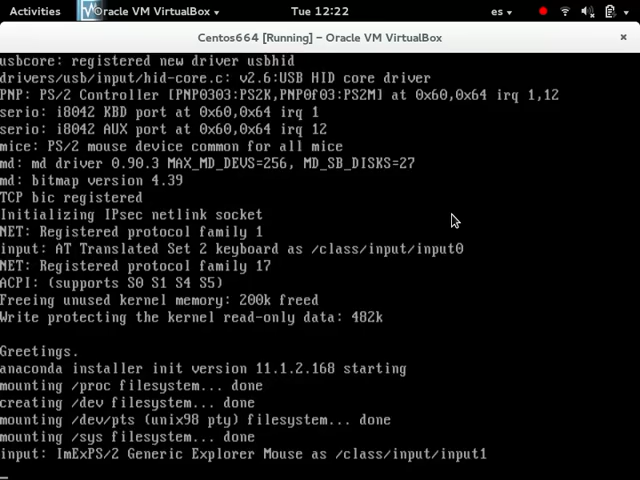 Activities
Oracle VM VirtualBox
Tue 12:22
es
Centos664 [Running] – Oracle VM VirtualBox
usbcore: registered new driver usbhid
drivers/usb/input/hid-core.c: v2.6:USB HID core driver
PNP: PS/2 Controller [PNP0303:PS2K,PNP0f03:PS2M] at 0x60,0x64 irq 1,12
serio: i8042 KBD port at 0x60,0x64 irq 1
serio: i8042 AUX port at 0x60,0x64 irq 12
mice: PS/2 mouse device common for all mice
md: md driver 0.90.3 MAX_MD_DEVS=256, MD_SB_DISKS=27
md: bitmap version 4.39
TCP bic registered
Initializing IPsec netlink socket
NET: Registered protocol family 1
input: AT Translated Set 2 keyboard as /class/input/input0
NET: Registered protocol family 17
ACPI: (supports S0 S1 S4 S5)
Freeing unused kernel memory: 200k freed
Write protecting the kernel read-only data: 482k
Greetings.
anaconda installer init version 11.1.2.168 starting
mounting /proc filesystem... done
creating /dev filesystem... done
mounting /dev/pts (unix98 pty) filesystem... done
mounting /sys filesystem... done
input: ImExPS/2 Generic Explorer Mouse as /class/input/input1